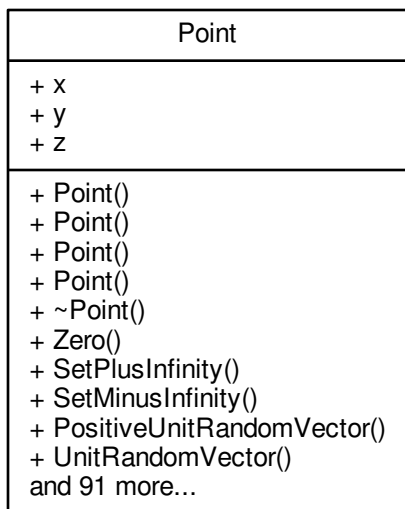 Point
+ x
+ y
+ z
+ Point()
+ Point()
+ Point()
+ Point()
+ ~Point()
+ Zero()
+ SetPlusInfinity()
+ SetMinusInfinity()
+ PositiveUnitRandomVector()
+ UnitRandomVector()
and 91 more...